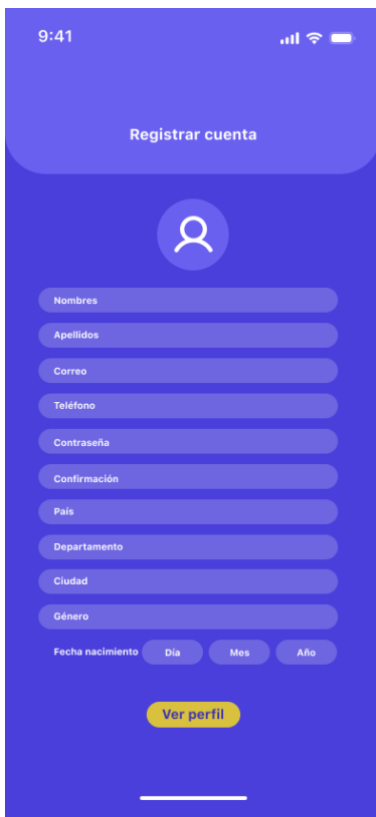 9:41
Registrar cuenta
Nombres
Apellidos
Correo
Teléfono
Contraseña
Confirmación
País
Departamento
Ciudad
Género
Fecha nacimiento Día Mes Año
Ver perfil